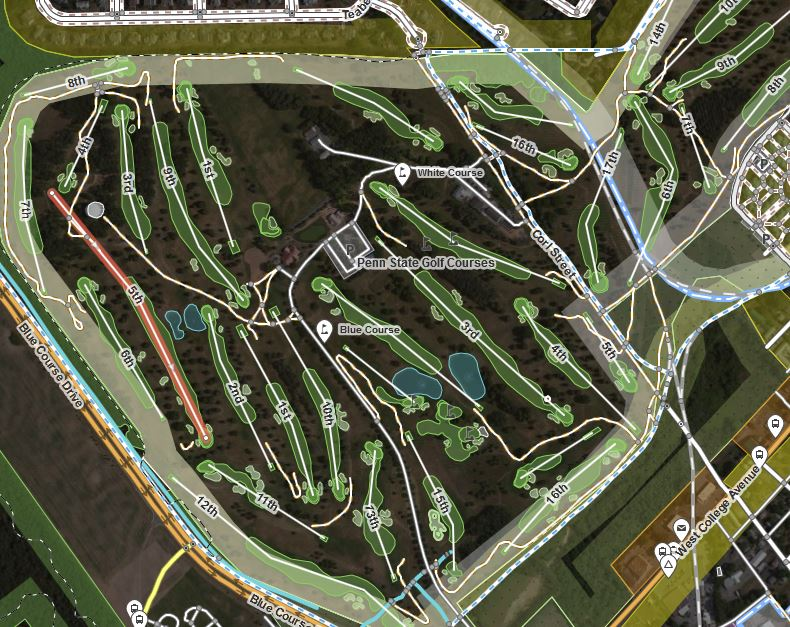 Teabe
14th
10
9th
8th
8th
4th
3rd
9th
1st
16th
7th
17th
White Course
6th
7th
P
P
Corl Street
Penn State Golf Courses
5th
Blue Course
3rd
4th
5th
6th
2nd
1st
10th
Blue Course Drive
12th
11th
15th
16th
West College Avenue
Blue Course